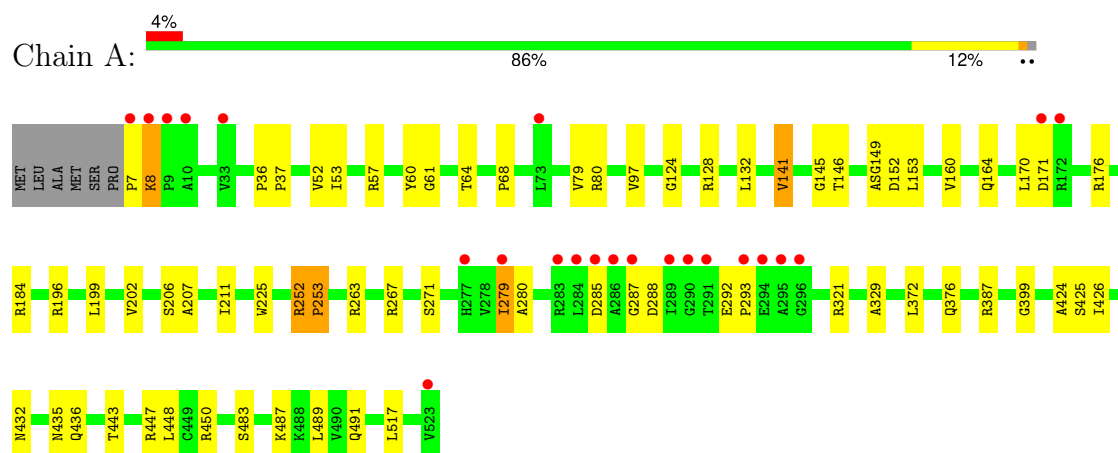 4%
Chain A:
86% 12% ••
MET LEU ALA MET SER PRO P7 K8 P9 A10 V33 P36 P37 V52 I53 R57 Y60 G61 T64 P68 L73 V79 R80 V97 G124 R128 L132 V141 G145 T146 ASG149 D152 L153 V160 Q164 L170 D171 R172 R176
R184 R196 L199 V202 S206 A207 I211 W225 R252 P253 R263 R267 S271 H277 V278 I279 A280 R283 L284 D285 A286 G287 D288 I289 G290 T291 E292 P293 E294 A295 G296 R321 A329 L372 Q376 R387 G399 A424 S425 I426
N432 N435 Q436 T443 R447 L448 C449 R450 S483 K487 K488 L489 V490 Q491 L517 V523